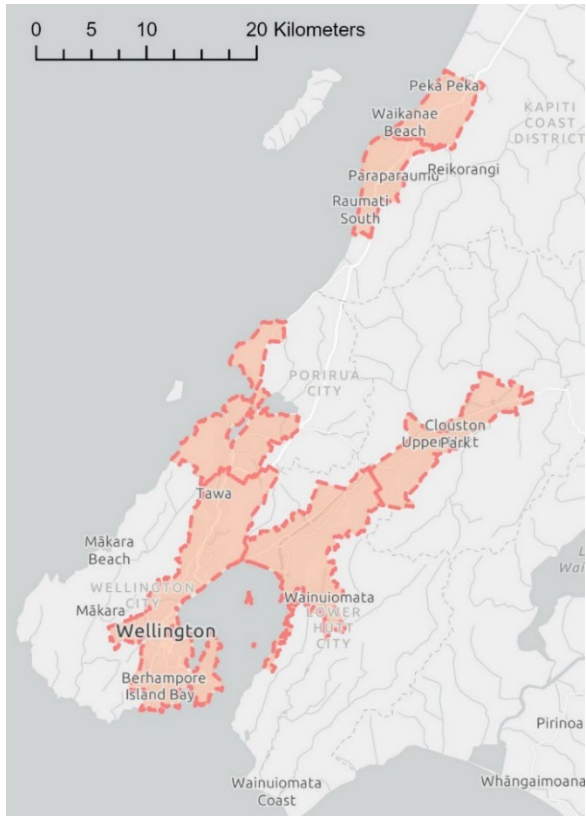 0 5 10 20 Kilometers
Peka Peka
Waikanae
Beach
KAPITI
COAST
DISTRICT
Paraparaumu
Reikorangi
Raumati
South
PORIRUA
CITY
Clouston
Park
Tawa
Mākara
Beach
WELLINGTON
CITY
Mākara
Wellington
Wainuiomata
LOWER
HUTT
CITY
Berhampore
Island Bay
Pirinoa
Wainuiomata
Coast
Whāngaimoana